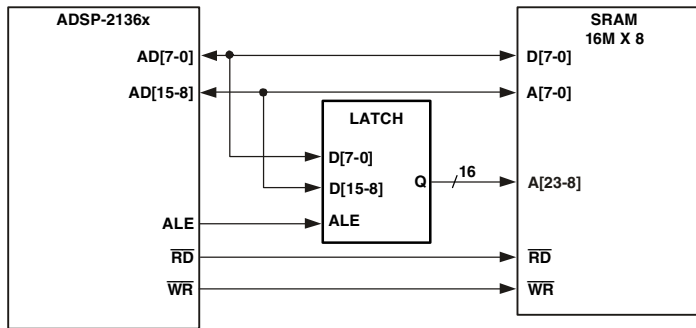 ADSP-2136x
SRAM
16M X 8
AD[7-0]
D[7-0]
AD[15-8]
A[7-0]
LATCH
D[7-0]
D[15-8]
Q
16
A[23-8]
ALE
ALE
RD
RD
WR
WR